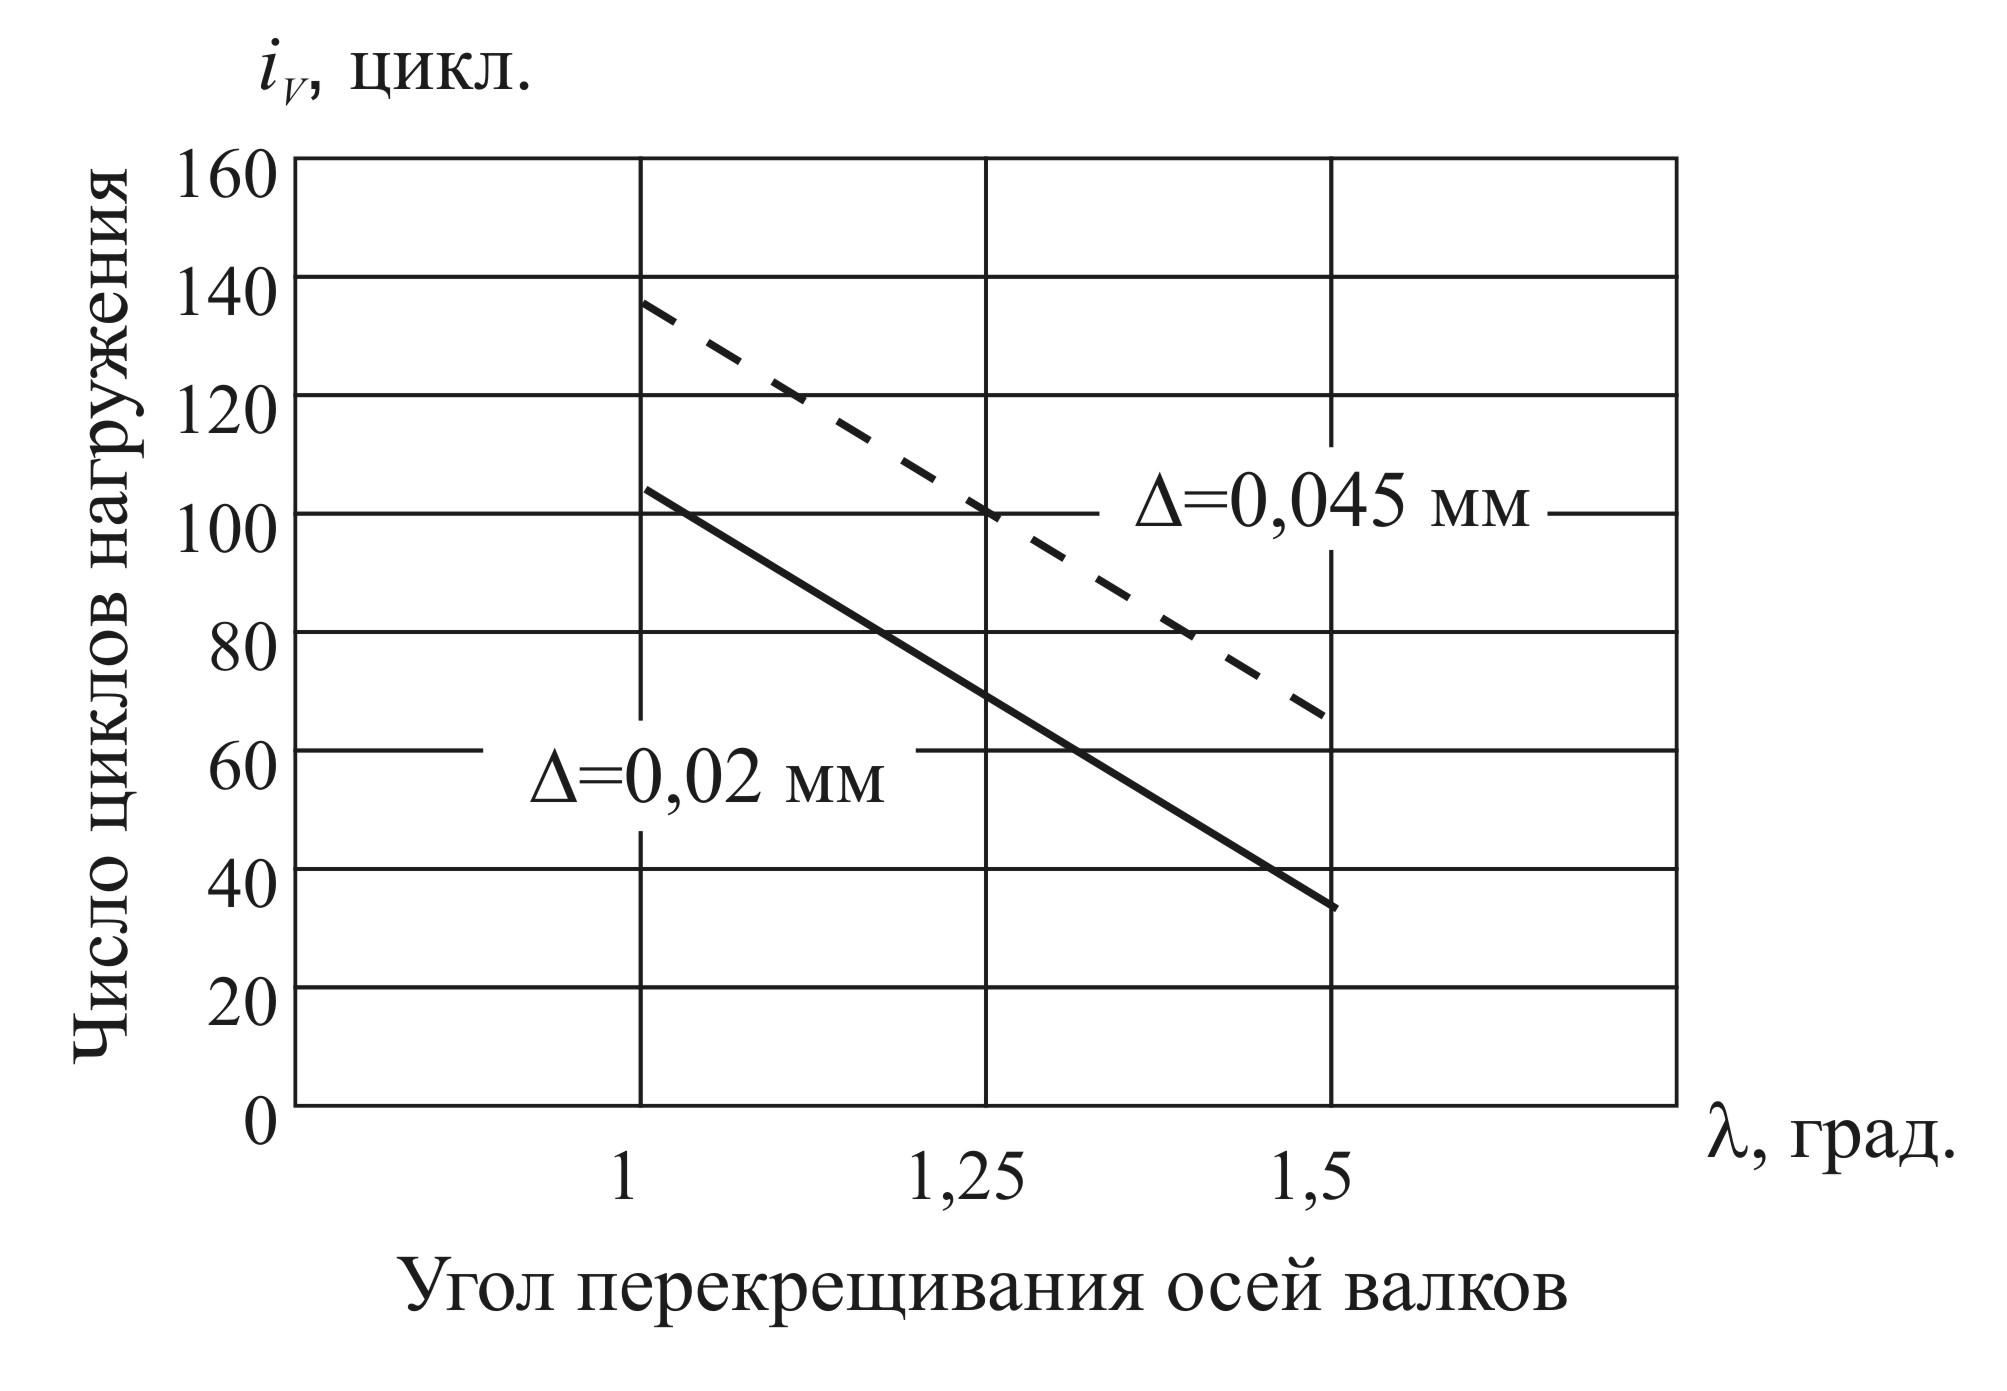 i_V, цикл.
Число циклов нагружения
160
140
120
100
80
60
40
20
0
Δ=0,045 мм
Δ=0,02 мм
1 1,25 1,5
λ, град.
Угол перекрещивания осей валков